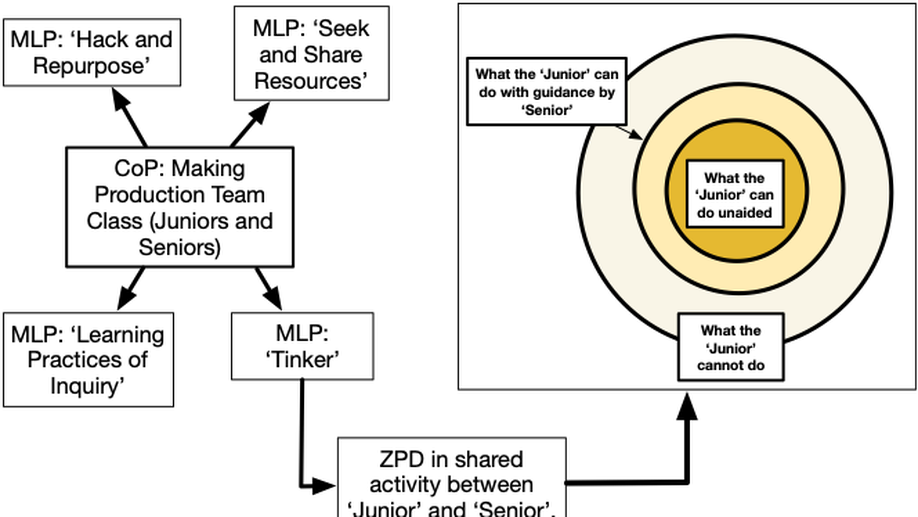 MLP: ‘Hack and
Repurpose’
MLP: ‘Seek
and Share
Resources’
CoP: Making
Production Team
Class (Juniors and
Seniors)
MLP: ‘Learning
Practices of
Inquiry’
MLP:
‘Tinker’
ZPD in shared
activity between
‘Junior’ and ‘Senior’.
What the ‘Junior’ can
do with guidance by
‘Senior’
What the
‘Junior’ can
do unaided
What the
‘Junior’
cannot do